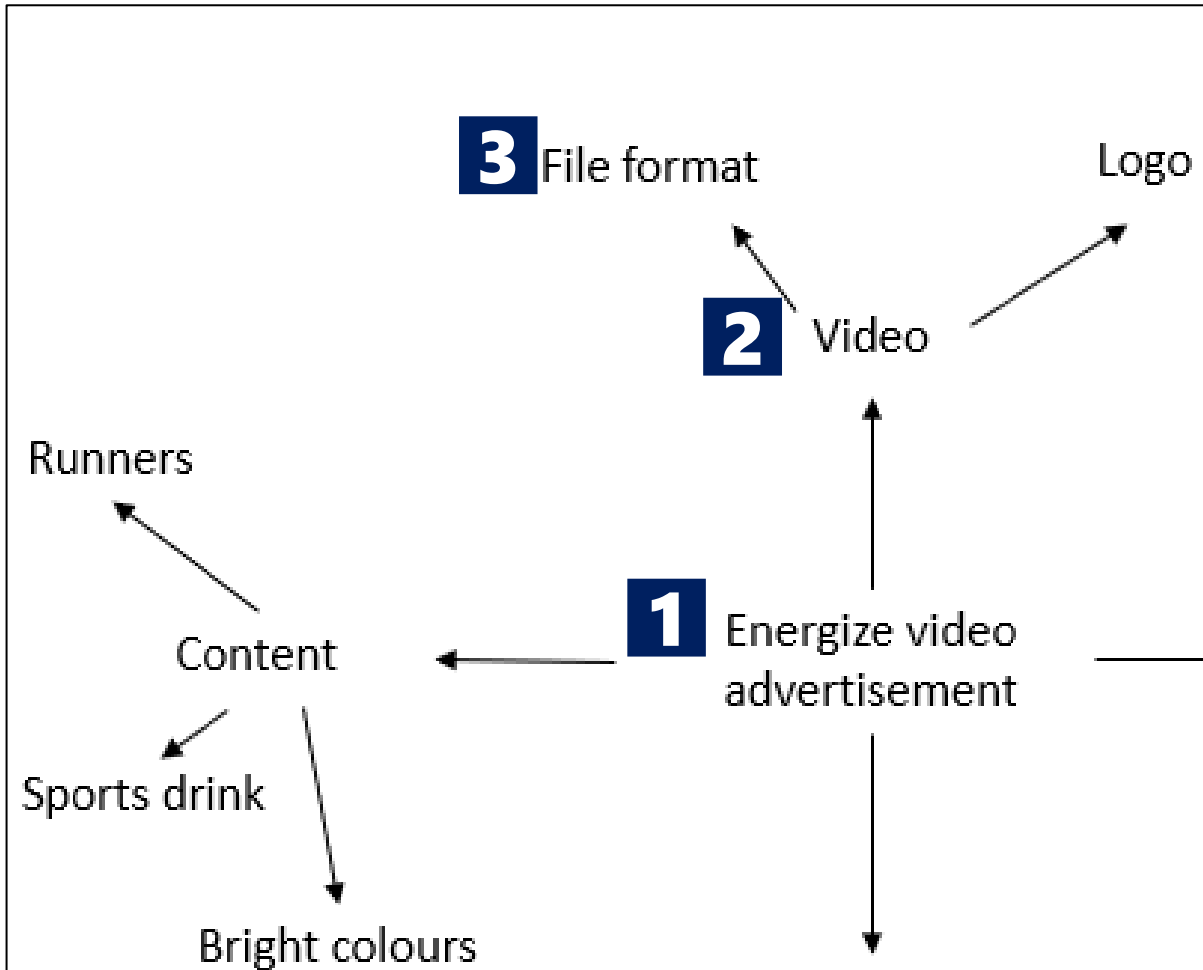 3 File format
Logo
2 Video
Runners
1 Energize video
advertisement
Content
Sports drink
Bright colours